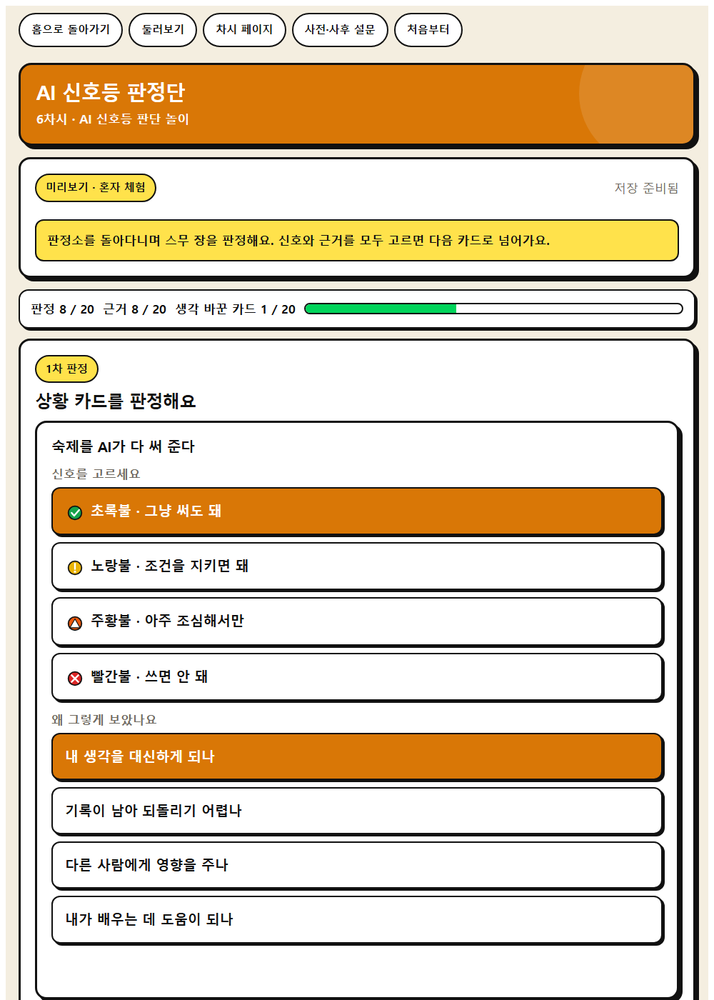 홈으로 돌아가기
둘러보기
차시 페이지
사전·사후 설문
처음부터
AI 신호등 판정단
6차시 · AI 신호등 판단 놀이
미리보기 · 혼자 체험
저장 준비됨
판정소를 돌아다니며 스무 장을 판정해요. 신호와 근거를 모두 고르면 다음 카드로 넘어가요.
판정 8 / 20 근거 8 / 20 생각 바꾼 카드 1 / 20
1차 판정
상황 카드를 판정해요
숙제를 AI가 다 써 준다
신호를 고르세요
초록불 · 그냥 써도 돼
노랑불 · 조건을 지키면 돼
주황불 · 아주 조심해서만
빨간불 · 쓰면 안 돼
왜 그렇게 보았나요
내 생각을 대신하게 되나
기록이 남아 되돌리기 어렵나
다른 사람에게 영향을 주나
내가 배우는 데 도움이 되나